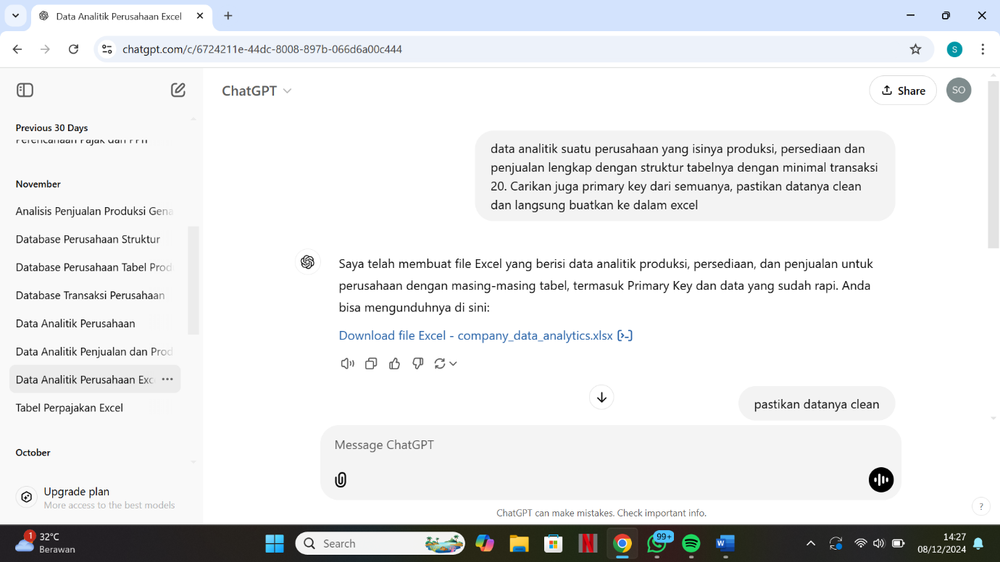 Data Analitik Perusahaan Excel
chatgpt.com/c/6724211e-44dc-8008-897b-066d6a00c444
S
ChatGPT
Share
SO
Previous 30 Days
Perencanaan Pajak dan PPh
November
Analisis Penjualan Produksi Gena
Database Perusahaan Struktur
Database Perusahaan Tabel Prod
Database Transaksi Perusahaan
Data Analitik Perusahaan
Data Analitik Penjualan dan Prod
Data Analitik Perusahaan Exc
Tabel Perpajakan Excel
October
Upgrade plan
More access to the best models
data analitik suatu perusahaan yang isinya produksi, persediaan dan
penjualan lengkap dengan struktur tabelnya dengan minimal transaksi
20. Carikan juga primary key dari semuanya, pastikan datanya clean
dan langsung buatkan ke dalam excel
Saya telah membuat file Excel yang berisi data analitik produksi, persediaan, dan penjualan untuk
perusahaan dengan masing-masing tabel, termasuk Primary Key dan data yang sudah rapi. Anda
bisa mengunduhnya di sini:
Download file Excel - company_data_analytics.xlsx [>-]
pastikan datanya clean
Message ChatGPT
ChatGPT can make mistakes. Check important info.
?
1
32°C
Berawan
Search
N
99+
W
14:27
08/12/2024